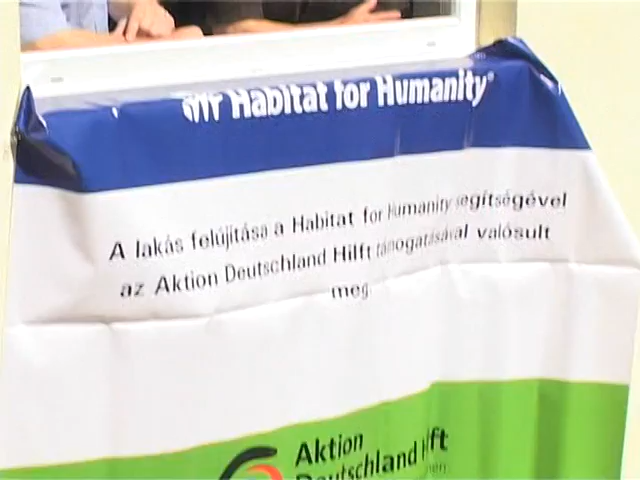 Habitat for Humanity
A lakás felújítása a Habitat for Humanity segítségével
az Aktion Deutschland Hilft támogatásával valósult
meg.
Aktion
Deutschland Hilft